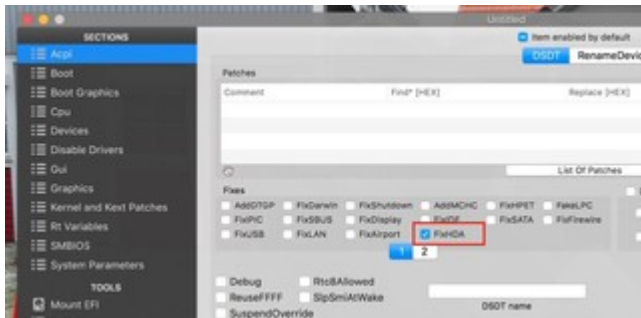 Untitled
SECTIONS
Item enabled by default
Acpi
DSDT
RenameDevic
Boot
Patches
Boot Graphics
Comment
Find* [HEX]
Replace [HEX]
Cpu
Devices
Disable Drivers
Gui
List Of Patches
Graphics
Fixes
Kernel and Kext Patches
AddDTGP FixDarwin FixShutdown AddMCHC FixHPET FakeLPC
Rt Variables
FixIPIC FixSBUS FixDisplay FixIDE FixSATA FixFirewire
SMBIOS
FixUSB FixLAN FixAirport FixHDA
System Parameters
1 2
TOOLS
Debug Rtc8Allowed
Mount EFI
ReuseFFFF SlpSmiAtWake
DSDT name
SuspendOverride